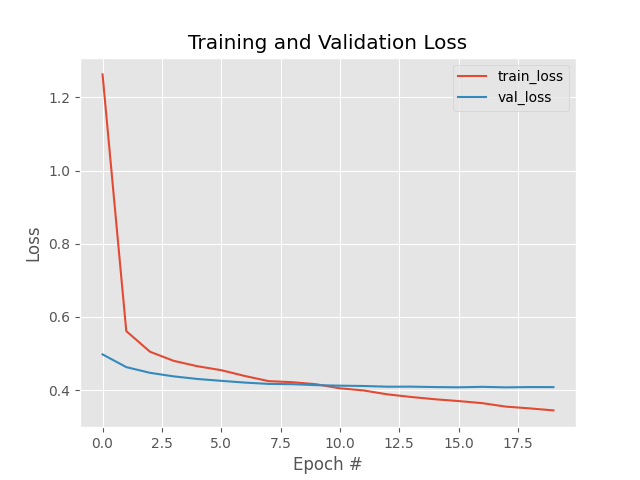 Training and Validation Loss
train_loss
val_loss
1.2
1.0
0.8
0.6
0.4
Loss
0.0 2.5 5.0 7.5 10.0 12.5 15.0 17.5
Epoch #